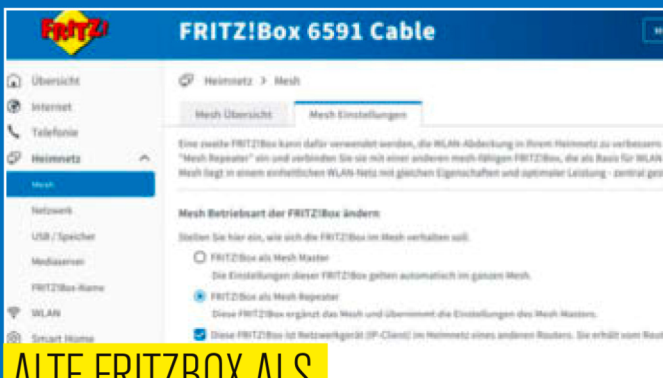 FRITZ!
FRITZ!Box 6591 Cable
Übersicht
Internet
Telefonie
Heimnetz
Mesh
Netzwerk
USB / Speicher
Mediaserver
FRITZ!Box-Name
WLAN
Smart Home
Heimnetz > Mesh
Mesh Übersicht
Mesh Einstellungen
Eine zweite FRITZ!Box kann dafür verwendet werden, die WLAN-Abdeckung in Ihrem Heimnetz zu verbessern
"Mesh Repeater" ein und verbinden Sie sie mit einer anderen mesh-fähigen FRITZ!Box, die als Basis für WLAN
Mesh liegt in einem einheitlichen WLAN-Netz mit gleichen Eigenschaften und optimaler Leistung - zentral
Mesh Betriebsart der FRITZ!Box ändern
Stellen Sie hier ein, wie sich die FRITZ!Box im Mesh verhalten soll.
FRITZ!Box als Mesh Master
Die Einstellungen dieser FRITZ!Box gelten automatisch im ganzen Mesh.
FRITZ!Box als Mesh Repeater
Diese FRITZ!Box ergänzt das Mesh und übernimmt die Einstellungen des Mesh Masters.
Diese FRITZ!Box ist Netzwerkgerät (IP-Client) im Heimnetz eines anderen Routers. Sie erhält vom
ALTE FRITZBOX ALS